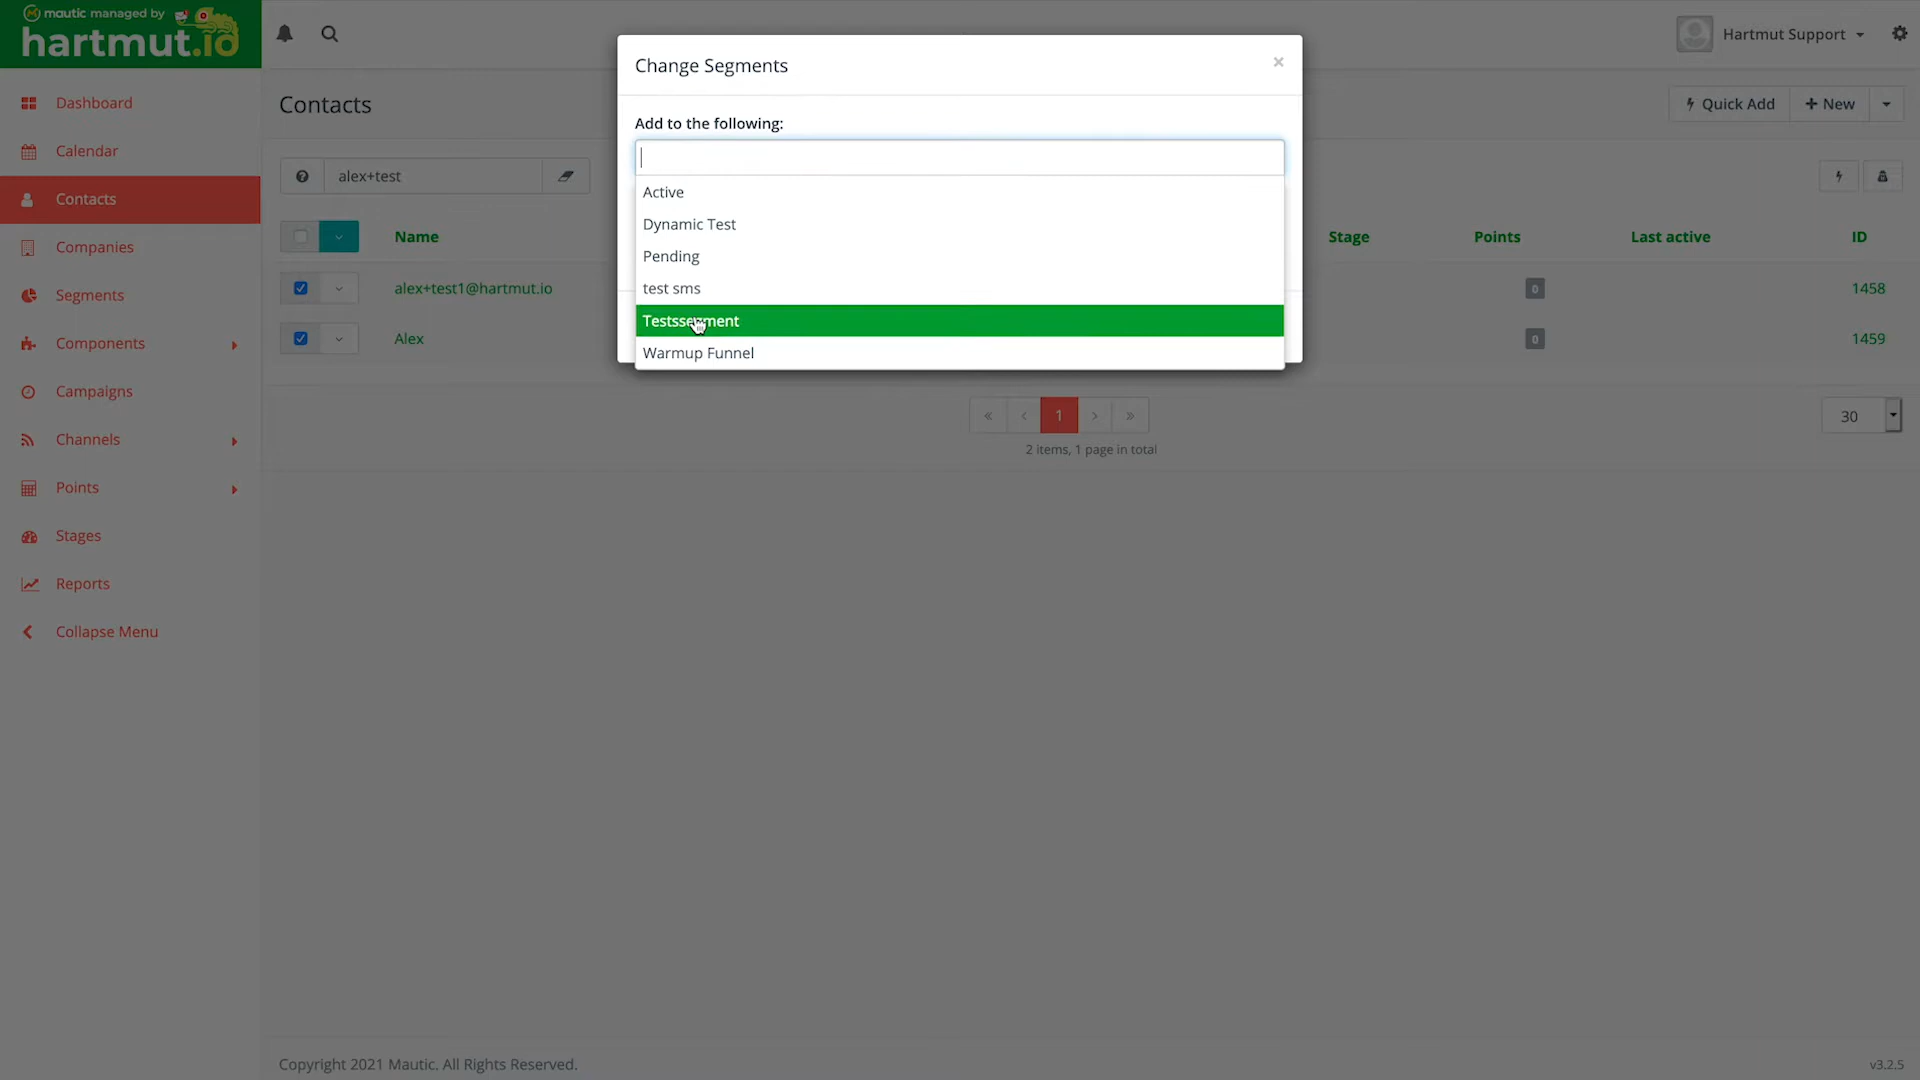 mautic managed by
hartmut.io
Hartmut Support
Dashboard
Calendar
Contacts
Companies
Segments
Components
Campaigns
Channels
Points
Stages
Reports
Collapse Menu
Contacts
Quick Add
+ New
alex+test
Name
Stage
Points
Last active
ID
alex+test1@hartmut.io
0
1458
Alex
0
1459
Change Segments
×
Add to the following:
Active
Dynamic Test
Pending
test sms
Testssegment
Warmup Funnel
« ‹ 1 › »
30
2 items, 1 page in total
Copyright 2021 Mautic. All Rights Reserved.
v3.2.5